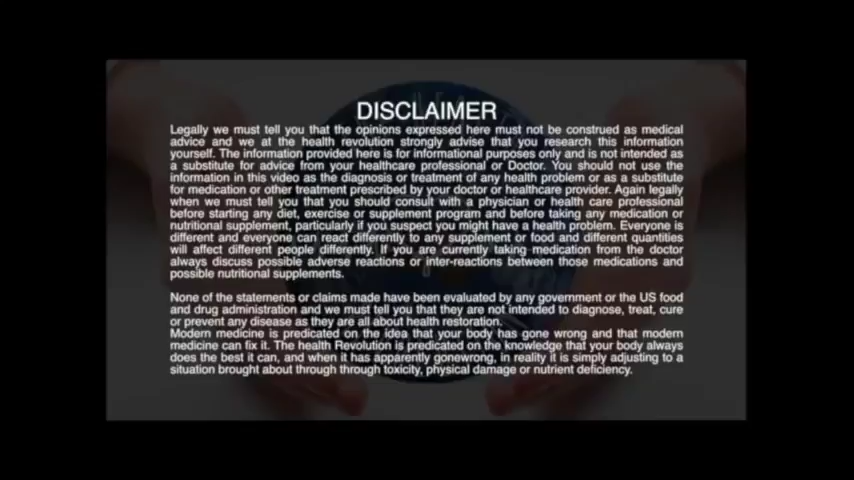 DISCLAIMER
Legally we must tell you that the opinions expressed here must not be construed as medical
advice and we at the health revolution strongly advise that you research this information
yourself. The information provided here is for informational purposes only and is not intended as
a substitute for advice from your healthcare professional or Doctor. You should not use the
information in this video as the diagnosis or treatment of any health problem or as a substitute
for medication or other treatment prescribed by your doctor or healthcare provider. Again legally
when we must tell you that you should consult with a physician or health care professional
before starting any diet, exercise or supplement program and before taking any medication or
nutritional supplement, particularly if you suspect you might have a health problem. Everyone is
different and everyone can react differently to any supplement or food and different quantities
will affect different people differently. If you are currently taking medication from the doctor
always discuss possible adverse reactions or inter-reactions between those medications and
possible nutritional supplements.
None of the statements or claims made have been evaluated by any government or the US food
and drug administration and we must tell you that they are not intended to diagnose, treat, cure
or prevent any disease as they are all about health restoration.
Modern medicine is predicated on the idea that your body has gone wrong and that modern
medicine can fix it. The health Revolution is predicated on the knowledge that your body always
does the best it can, and when it has apparently gonewrong, in reality it is simply adjusting to a
situation brought about through through toxicity, physical damage or nutrient deficiency.